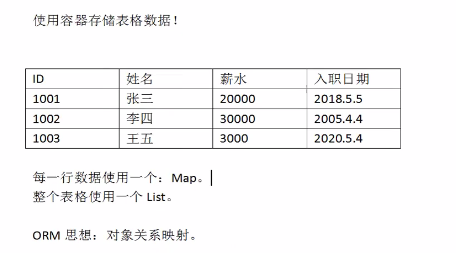 使用容器存储表格数据！
ID 姓名 薪水 入职日期
1001 张三 20000 2018.5.5
1002 李四 30000 2005.4.4
1003 王五 3000 2020.5.4
每一行数据使用一个：Map。
整个表格使用一个 List。
ORM 思想：对象关系映射。